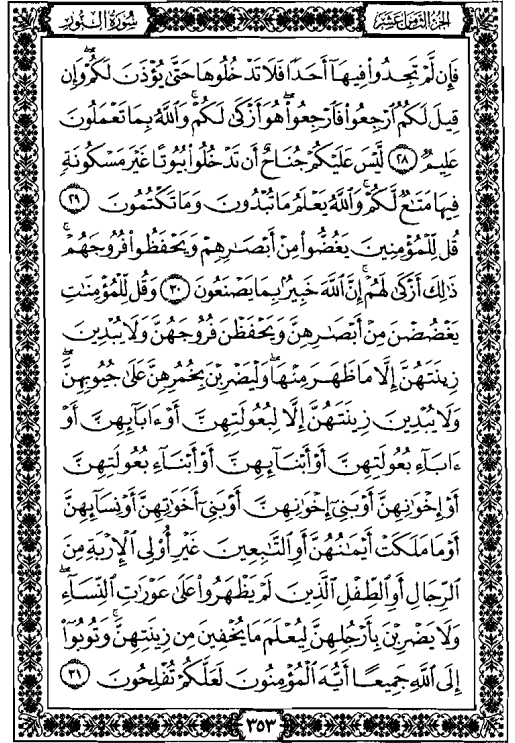 الجزء الثامن عشر
سورة النور
فَإِن لَّمْ تَجِدُوا۟ فِيهَآ أَحَدًا فَلَا تَدْخُلُوهَا حَتَّىٰ يُؤْذَنَ لَكُمْ ۖ وَإِن
قِيلَ لَكُمُ ٱرْجِعُوا۟ فَٱرْجِعُوا۟ ۖ هُوَ أَزْكَىٰ لَكُمْ ۚ وَٱللَّهُ بِمَا تَعْمَلُونَ
عَلِيمٌ ٢٨ لَّيْسَ عَلَيْكُمْ جُنَاحٌ أَن تَدْخُلُوا۟ بُيُوتًا غَيْرَ مَسْكُونَةٍ
فِيهَا مَتَـٰعٌ لَّكُمْ ۚ وَٱللَّهُ يَعْلَمُ مَا تُبْدُونَ وَمَا تَكْتُمُونَ ٢٩
قُل لِّلْمُؤْمِنِينَ يَغُضُّوا۟ مِنْ أَبْصَـٰرِهِمْ وَيَحْفَظُوا۟ فُرُوجَهُمْ ۚ
ذَٰلِكَ أَزْكَىٰ لَهُمْ ۗ إِنَّ ٱللَّهَ خَبِيرٌۢ بِمَا يَصْنَعُونَ ٣٠ وَقُل لِّلْمُؤْمِنَـٰتِ
يَغْضُضْنَ مِنْ أَبْصَـٰرِهِنَّ وَيَحْفَظْنَ فُرُوجَهُنَّ وَلَا يُبْدِينَ
زِينَتَهُنَّ إِلَّا مَا ظَهَرَ مِنْهَا ۖ وَلْيَضْرِبْنَ بِخُمُرِهِنَّ عَلَىٰ جُيُوبِهِنَّ ۖ
وَلَا يُبْدِينَ زِينَتَهُنَّ إِلَّا لِبُعُولَتِهِنَّ أَوْ ءَابَآئِهِنَّ أَوْ
ءَابَآءِ بُعُولَتِهِنَّ أَوْ أَبْنَآئِهِنَّ أَوْ أَبْنَآءِ بُعُولَتِهِنَّ
أَوْ إِخْوَٰنِهِنَّ أَوْ بَنِىٓ إِخْوَٰنِهِنَّ أَوْ بَنِىٓ أَخَوَٰتِهِنَّ أَوْ نِسَآئِهِنَّ
أَوْ مَا مَلَكَتْ أَيْمَـٰنُهُنَّ أَوِ ٱلتَّـٰبِعِينَ غَيْرِ أُو۟لِى ٱلْإِرْبَةِ مِنَ
ٱلرِّجَالِ أَوِ ٱلطِّفْلِ ٱلَّذِينَ لَمْ يَظْهَرُوا۟ عَلَىٰ عَوْرَٰتِ ٱلنِّسَآءِ ۖ
وَلَا يَضْرِبْنَ بِأَرْجُلِهِنَّ لِيُعْلَمَ مَا يُخْفِينَ مِن زِينَتِهِنَّ ۚ وَتُوبُوٓا۟
إِلَى ٱللَّهِ جَمِيعًا أَيُّهَ ٱلْمُؤْمِنُونَ لَعَلَّكُمْ تُفْلِحُونَ ٣١
٣٥٣